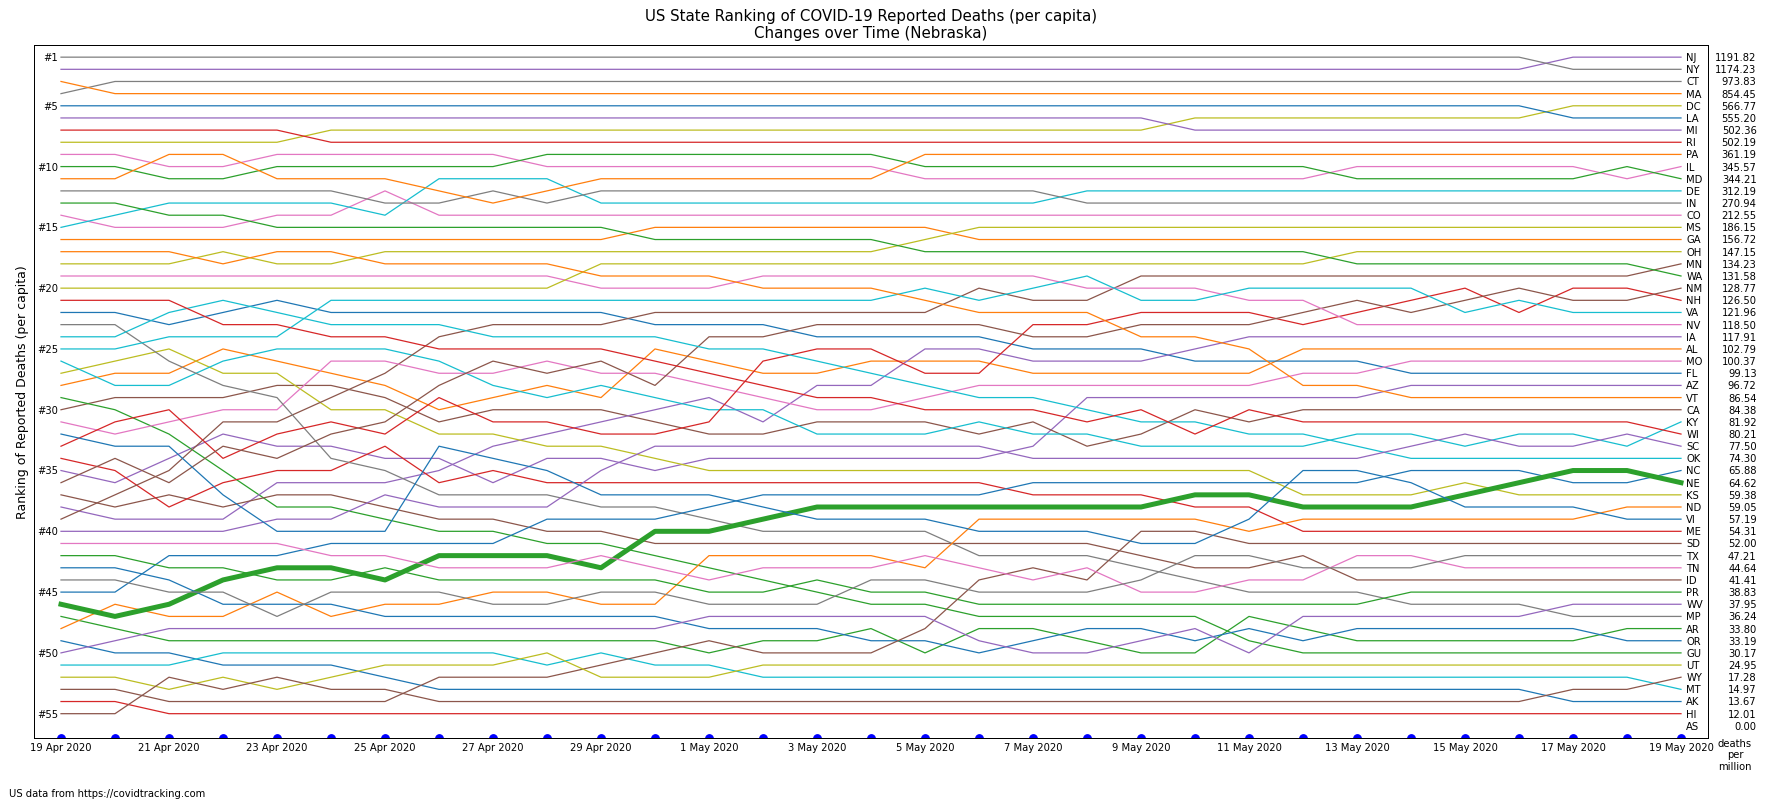 US State Ranking of COVID-19 Reported Deaths (per capita)
Changes over Time (Nebraska)
Ranking of Reported Deaths (per capita)
#1
#5
#10
#15
#20
#25
#30
#35
#40
#45
#50
#55
NJ 1191.82
NY 1174.23
CT 973.83
MA 854.45
DC 566.77
LA 555.20
MI 502.36
RI 502.19
PA 361.19
IL 345.57
MD 344.21
DE 312.19
IN 270.94
CO 212.55
MS 186.15
GA 156.72
OH 147.15
MN 134.23
WA 131.58
NM 128.77
NH 126.50
VA 121.96
NV 118.50
IA 117.91
AL 102.79
MO 100.37
FL 99.13
AZ 96.72
VT 86.54
CA 84.38
KY 81.92
WI 80.21
SC 77.50
OK 74.30
NC 65.88
NE 64.62
KS 59.38
ND 59.05
VI 57.19
ME 54.31
SD 52.00
TX 47.21
TN 44.64
ID 41.41
PR 38.83
WV 37.95
MP 36.24
AR 33.80
OR 33.19
GU 30.17
UT 24.95
WY 17.28
MT 14.97
AK 13.67
HI 12.01
AS 0.00
19 Apr 2020 21 Apr 2020 23 Apr 2020 25 Apr 2020 27 Apr 2020 29 Apr 2020 1 May 2020 3 May 2020 5 May 2020 7 May 2020 9 May 2020 11 May 2020 13 May 2020 15 May 2020 17 May 2020 19 May 2020
deaths
per
million
US data from https://covidtracking.com